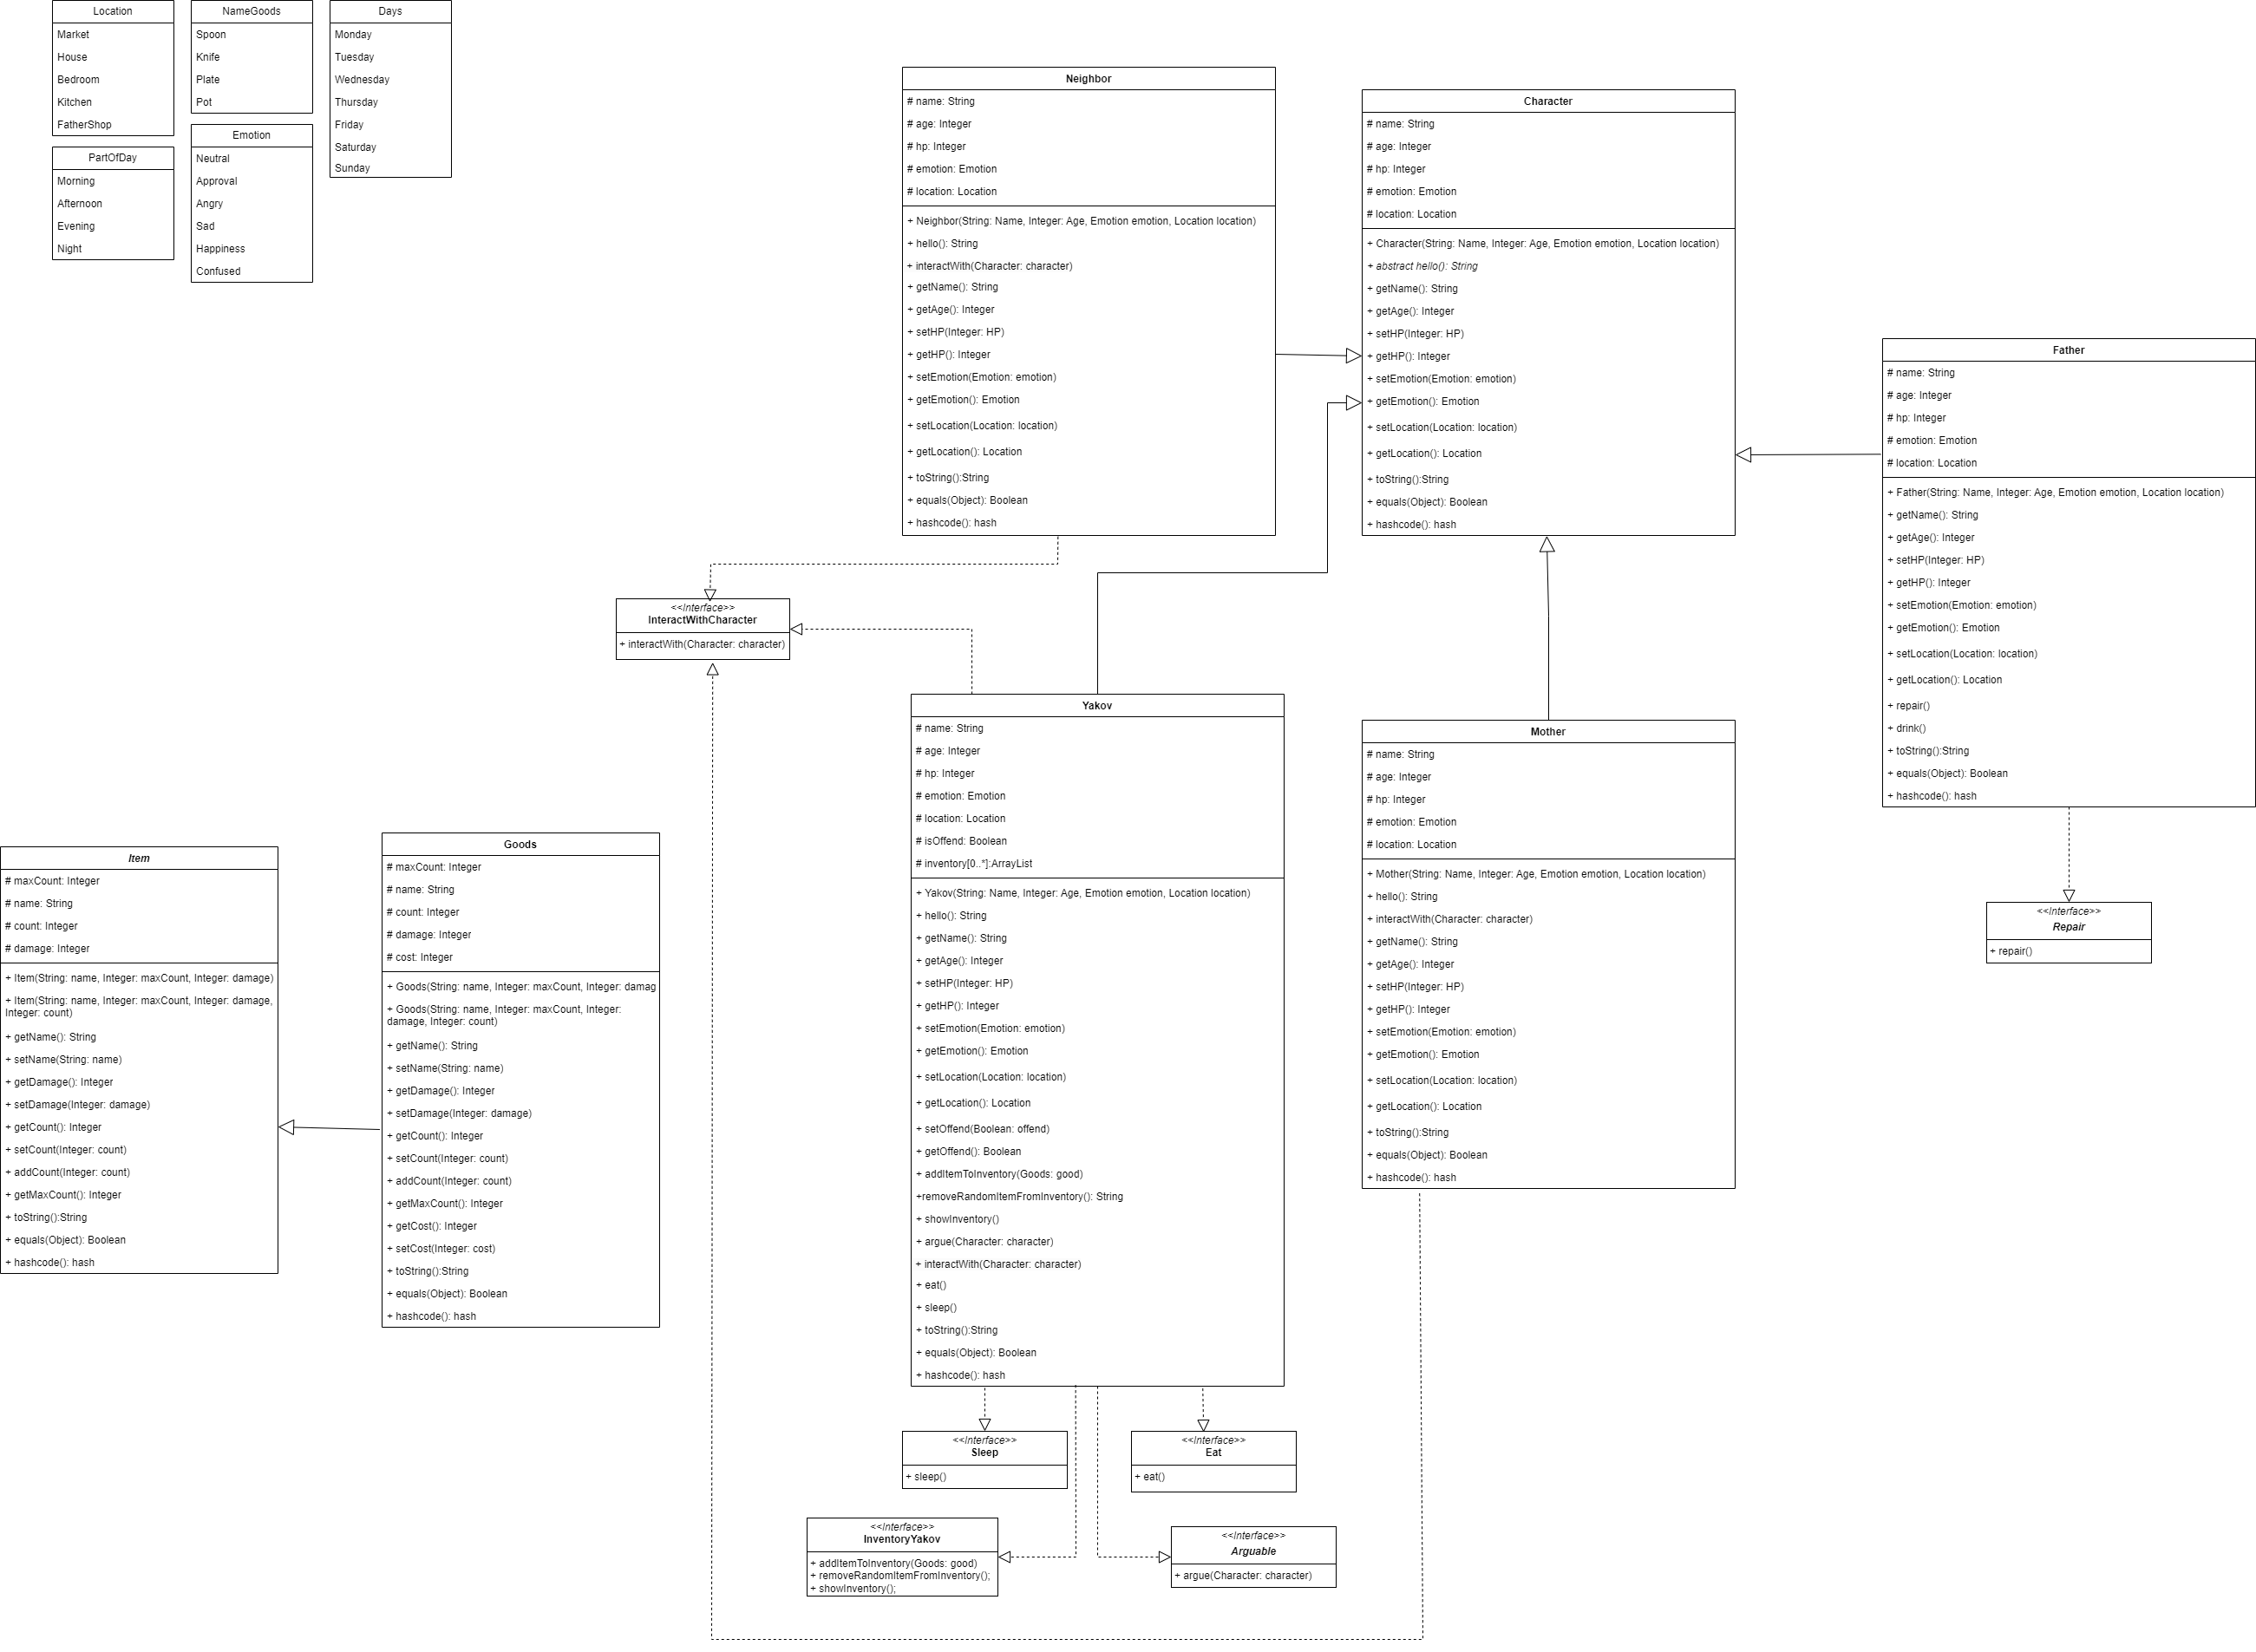 Location
Market
House
Bedroom
Kitchen
FatherShop
PartOfDay
Morning
Afternoon
Evening
Night
NameGoods
Spoon
Knife
Plate
Pot
Emotion
Neutral
Approval
Angry
Sad
Happiness
Confused
Days
Monday
Tuesday
Wednesday
Thursday
Friday
Saturday
Sunday
Neighbor
# name: String
# age: Integer
# hp: Integer
# emotion: Emotion
# location: Location
+ Neighbor(String: Name, Integer: Age, Emotion emotion, Location location)
+ hello(): String
+ interactWith(Character: character)
+ getName(): String
+ getAge(): Integer
+ setHP(Integer: HP)
+ getHP(): Integer
+ setEmotion(Emotion: emotion)
+ getEmotion(): Emotion
+ setLocation(Location: location)
+ getLocation(): Location
+ toString():String
+ equals(Object): Boolean
+ hashcode(): hash
Character
# name: String
# age: Integer
# hp: Integer
# emotion: Emotion
# location: Location
+ Character(String: Name, Integer: Age, Emotion emotion, Location location)
+ abstract hello(): String
+ getName(): String
+ getAge(): Integer
+ setHP(Integer: HP)
+ getHP(): Integer
+ setEmotion(Emotion: emotion)
+ getEmotion(): Emotion
+ setLocation(Location: location)
+ getLocation(): Location
+ toString():String
+ equals(Object): Boolean
+ hashcode(): hash
Father
# name: String
# age: Integer
# hp: Integer
# emotion: Emotion
# location: Location
+ Father(String: Name, Integer: Age, Emotion emotion, Location location)
+ getName(): String
+ getAge(): Integer
+ setHP(Integer: HP)
+ getHP(): Integer
+ setEmotion(Emotion: emotion)
+ getEmotion(): Emotion
+ setLocation(Location: location)
+ getLocation(): Location
+ repair()
+ drink()
+ toString():String
+ equals(Object): Boolean
+ hashcode(): hash
<<Interface>>
InteractWithCharacter
+ interactWith(Character: character)
Yakov
# name: String
# age: Integer
# hp: Integer
# emotion: Emotion
# location: Location
# isOffend: Boolean
# inventory[0..*]:ArrayList
+ Yakov(String: Name, Integer: Age, Emotion emotion, Location location)
+ hello(): String
+ getName(): String
+ getAge(): Integer
+ setHP(Integer: HP)
+ getHP(): Integer
+ setEmotion(Emotion: emotion)
+ getEmotion(): Emotion
+ setLocation(Location: location)
+ getLocation(): Location
+ setOffend(Boolean: offend)
+ getOffend(): Boolean
+ addItemToInventory(Goods: good)
+removeRandomItemFromInventory(): String
+ showInventory()
+ argue(Character: character)
+ interactWith(Character: character)
+ eat()
+ sleep()
+ toString():String
+ equals(Object): Boolean
+ hashcode(): hash
Mother
# name: String
# age: Integer
# hp: Integer
# emotion: Emotion
# location: Location
+ Mother(String: Name, Integer: Age, Emotion emotion, Location location)
+ hello(): String
+ interactWith(Character: character)
+ getName(): String
+ getAge(): Integer
+ setHP(Integer: HP)
+ getHP(): Integer
+ setEmotion(Emotion: emotion)
+ getEmotion(): Emotion
+ setLocation(Location: location)
+ getLocation(): Location
+ toString():String
+ equals(Object): Boolean
+ hashcode(): hash
<<Interface>>
Repair
+ repair()
Item
# maxCount: Integer
# name: String
# count: Integer
# damage: Integer
+ Item(String: name, Integer: maxCount, Integer: damage)
+ Item(String: name, Integer: maxCount, Integer: damage,
Integer: count)
+ getName(): String
+ setName(String: name)
+ getDamage(): Integer
+ setDamage(Integer: damage)
+ getCount(): Integer
+ setCount(Integer: count)
+ addCount(Integer: count)
+ getMaxCount(): Integer
+ toString():String
+ equals(Object): Boolean
+ hashcode(): hash
Goods
# maxCount: Integer
# name: String
# count: Integer
# damage: Integer
# cost: Integer
+ Goods(String: name, Integer: maxCount, Integer: damag
+ Goods(String: name, Integer: maxCount, Integer:
damage, Integer: count)
+ getName(): String
+ setName(String: name)
+ getDamage(): Integer
+ setDamage(Integer: damage)
+ getCount(): Integer
+ setCount(Integer: count)
+ addCount(Integer: count)
+ getMaxCount(): Integer
+ getCost(): Integer
+ setCost(Integer: cost)
+ toString():String
+ equals(Object): Boolean
+ hashcode(): hash
<<Interface>>
Sleep
+ sleep()
<<Interface>>
Eat
+ eat()
<<Interface>>
InventoryYakov
+ addItemToInventory(Goods: good)
+ removeRandomItemFromInventory();
+ showInventory();
<<Interface>>
Arguable
+ argue(Character: character)